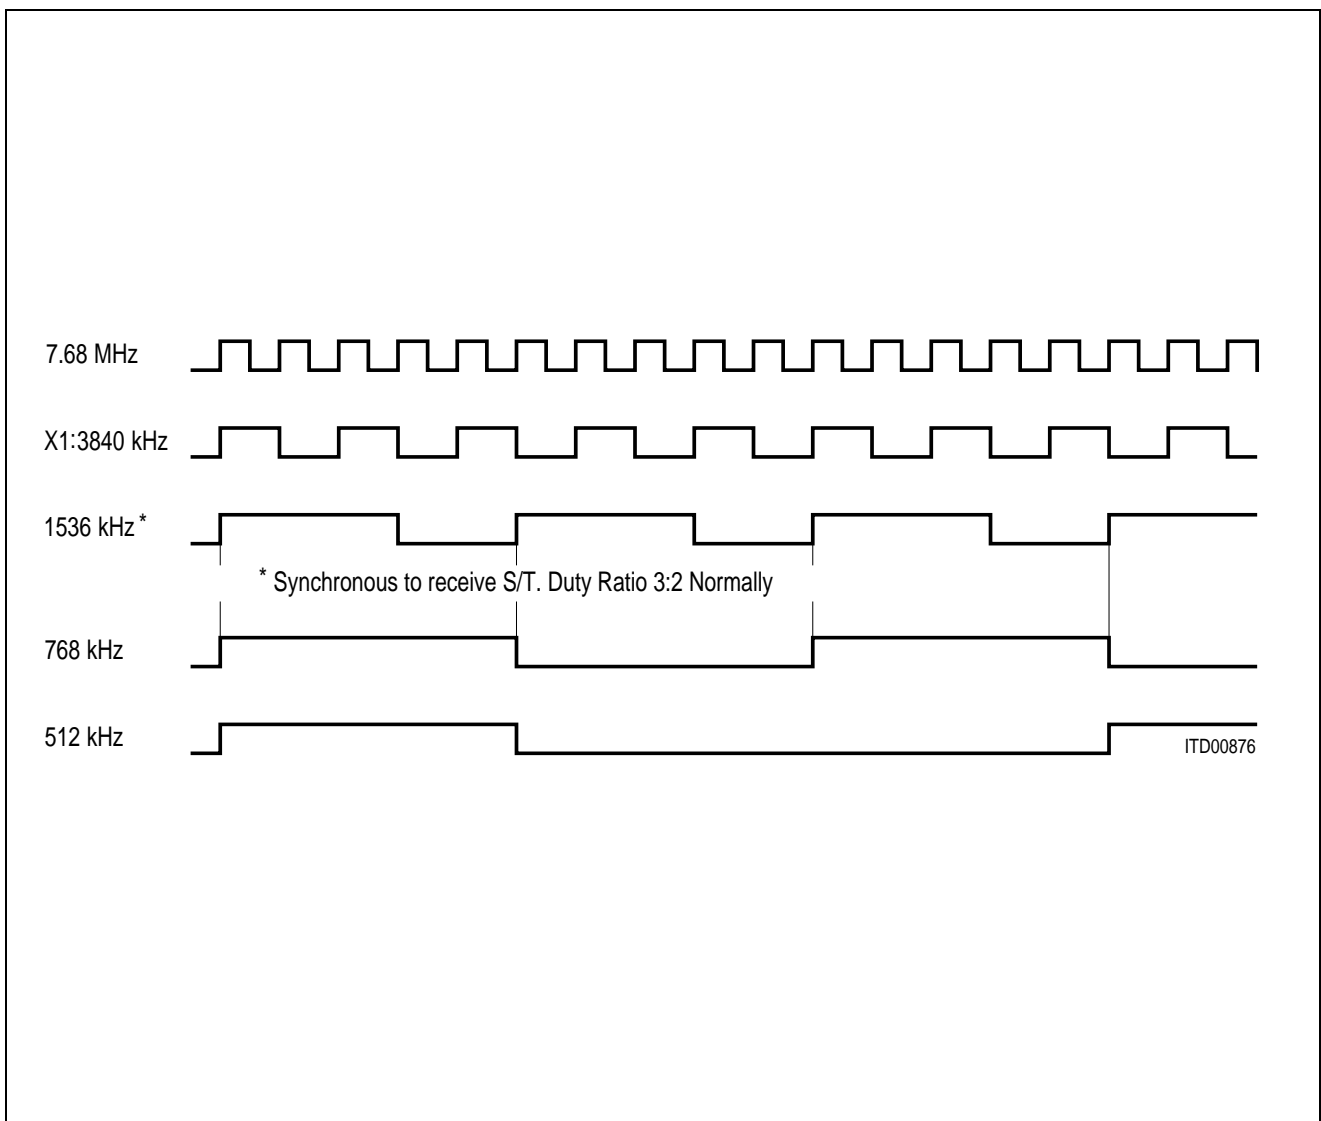 7.68 MHz
X1:3840 kHz
1536 kHz *
* Synchronous to receive S/T. Duty Ratio 3:2 Normally
768 kHz
512 kHz
ITD00876